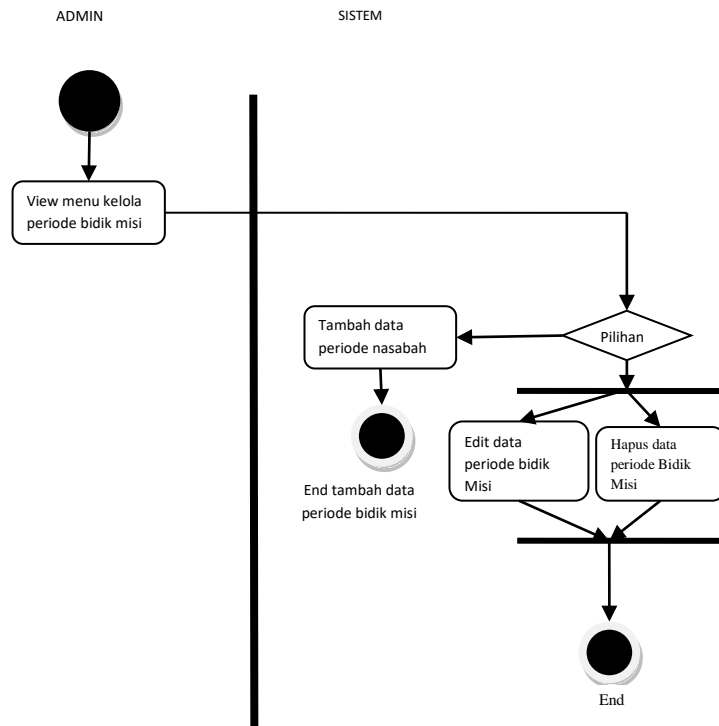 ADMIN
SISTEM
View menu kelola
periode bidik misi
Tambah data
periode nasabah
Pilihan
Edit data
periode bidik
Misi
Hapus data
periode Bidik
Misi
End tambah data
periode bidik misi
End